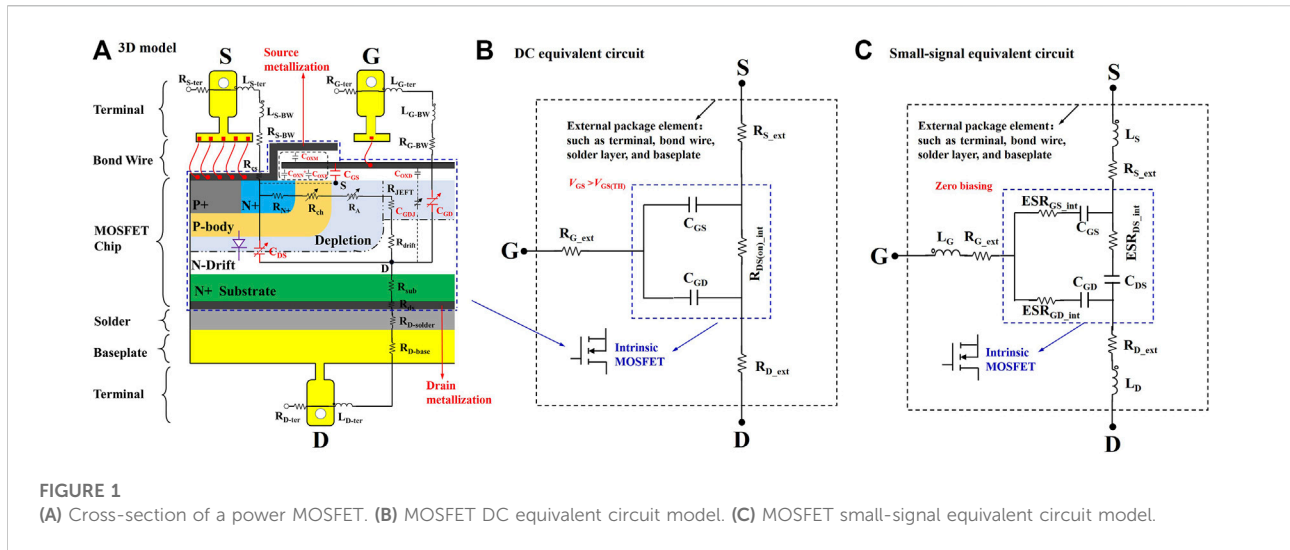 A 3D model
Source
metallization
S
G
R_S-ter
L_S-ter
R_G-ter
L_G-ter
Terminal
L_S-BW
L_G-BW
R_S-BW
R_G-BW
Bond Wire
R_cs
C_OXM
C_OXN+
C_OXP
C_GS
C_OXD
S
P+
N+
R_N+
R_ch
R_A
R_JEFT
C_GDJ
C_GD
P-body
MOSFET
Chip
Depletion
C_DS
R_drift
N-Drift
D
N+ Substrate
R_sub
R_ds
Solder
R_D-solder
Baseplate
R_D-base
Terminal
Drain
metallization
R_D-ter
L_D-ter
D
B DC equivalent circuit
S
External package element:
such as terminal, bond wire,
solder layer, and baseplate
R_S_ext
V_GS >V_GS(TH)
C_GS
G
R_G_ext
R_DS(on)_int
C_GD
Intrinsic
MOSFET
R_D_ext
D
C Small-signal equivalent circuit
S
External package element:
such as terminal, bond wire,
solder layer, and baseplate
L_S
R_S_ext
Zero biasing
ESR_GS_int
C_GS
ESR_DS_int
G
L_G
R_G_ext
C_GD
C_DS
ESR_GD_int
R_D_ext
Intrinsic
MOSFET
L_D
D
FIGURE 1
(A) Cross-section of a power MOSFET. (B) MOSFET DC equivalent circuit model. (C) MOSFET small-signal equivalent circuit model.